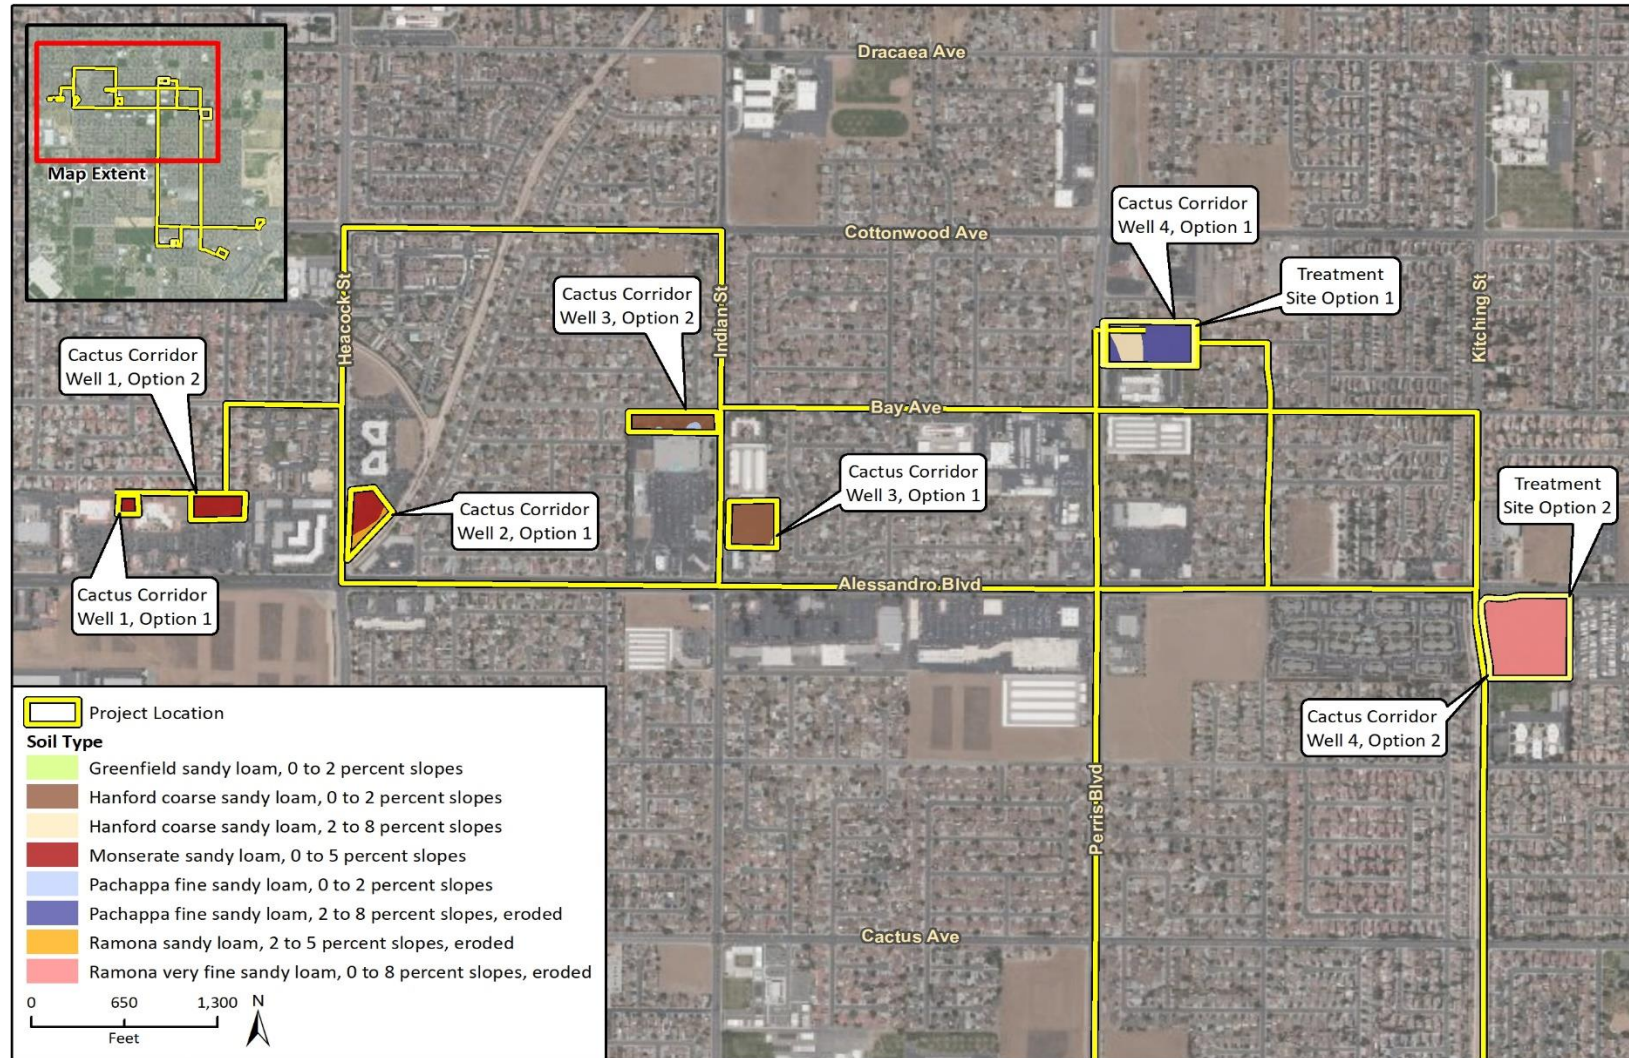 Map Extent
Dracaea Ave
Cottonwood Ave
Cactus Corridor
Well 4, Option 1
Treatment
Site Option 1
Heacock St
Indian St
Kitching St
Cactus Corridor
Well 3, Option 2
Cactus Corridor
Well 1, Option 2
Bay Ave
Cactus Corridor
Well 3, Option 1
Cactus Corridor
Well 2, Option 1
Treatment
Site Option 2
Cactus Corridor
Well 1, Option 1
Alessandro Blvd
Cactus Corridor
Well 4, Option 2
Perris Blvd
Cactus Ave
Project Location
Soil Type
Greenfield sandy loam, 0 to 2 percent slopes
Hanford coarse sandy loam, 0 to 2 percent slopes
Hanford coarse sandy loam, 2 to 8 percent slopes
Monserate sandy loam, 0 to 5 percent slopes
Pachappa fine sandy loam, 0 to 2 percent slopes
Pachappa fine sandy loam, 2 to 8 percent slopes, eroded
Ramona sandy loam, 2 to 5 percent slopes, eroded
Ramona very fine sandy loam, 0 to 8 percent slopes, eroded
0 650 1,300 N
Feet